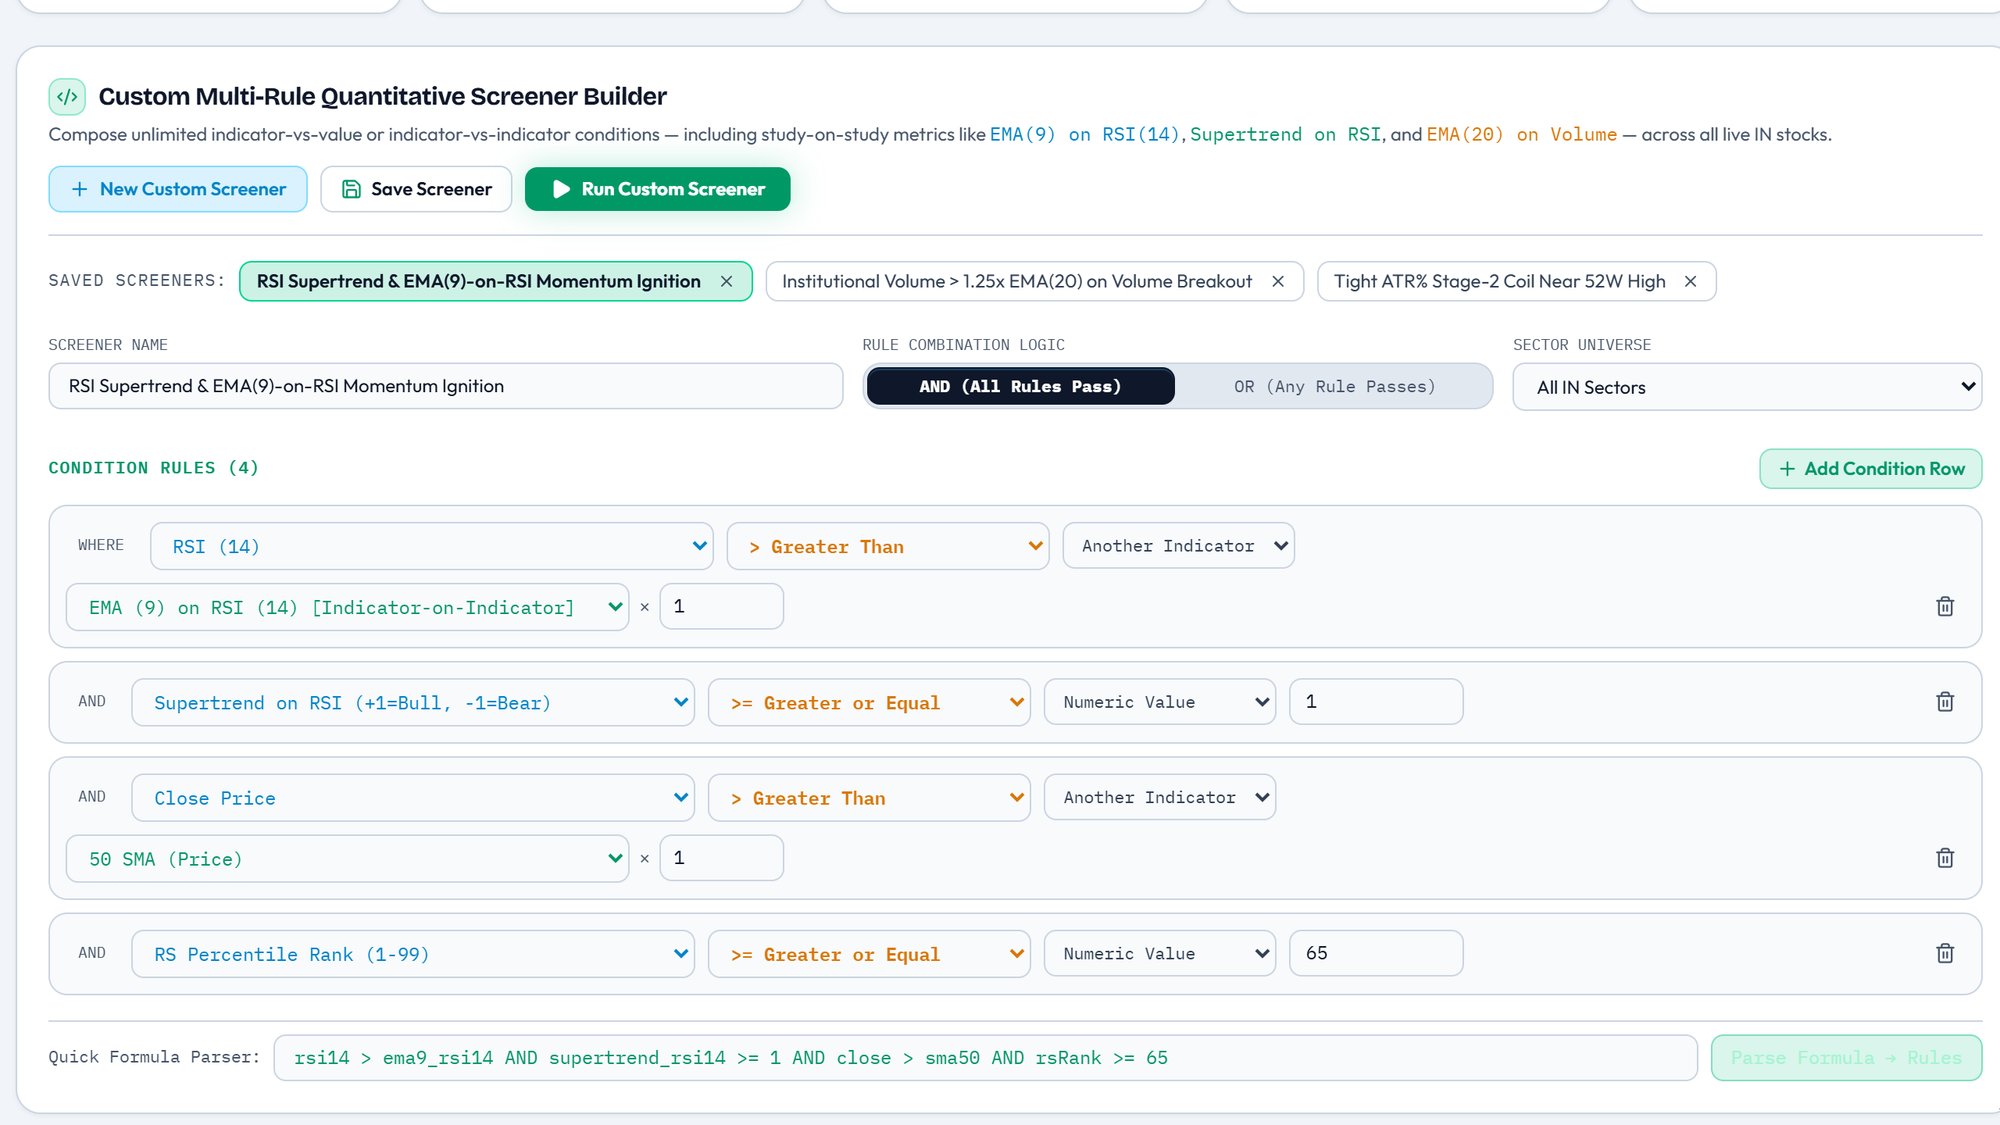 Custom Multi-Rule Quantitative Screener Builder
Compose unlimited indicator-vs-value or indicator-vs-indicator conditions — including study-on-study metrics like EMA(9) on RSI(14), Supertrend on RSI, and EMA(20) on Volume — across all live IN stocks.
+ New Custom Screener
Save Screener
Run Custom Screener
SAVED SCREENERS:
RSI Supertrend & EMA(9)-on-RSI Momentum Ignition ×
Institutional Volume > 1.25x EMA(20) on Volume Breakout ×
Tight ATR% Stage-2 Coil Near 52W High ×
SCREENER NAME
RSI Supertrend & EMA(9)-on-RSI Momentum Ignition
RULE COMBINATION LOGIC
AND (All Rules Pass)
OR (Any Rule Passes)
SECTOR UNIVERSE
All IN Sectors
CONDITION RULES (4)
+ Add Condition Row
WHERE RSI (14) > Greater Than Another Indicator
EMA (9) on RSI (14) [Indicator-on-Indicator] × 1
AND Supertrend on RSI (+1=Bull, -1=Bear) >= Greater or Equal Numeric Value 1
AND Close Price > Greater Than Another Indicator
50 SMA (Price) × 1
AND RS Percentile Rank (1-99) >= Greater or Equal Numeric Value 65
Quick Formula Parser: rsi14 > ema9_rsi14 AND supertrend_rsi14 >= 1 AND close > sma50 AND rsRank >= 65
Parse Formula → Rules